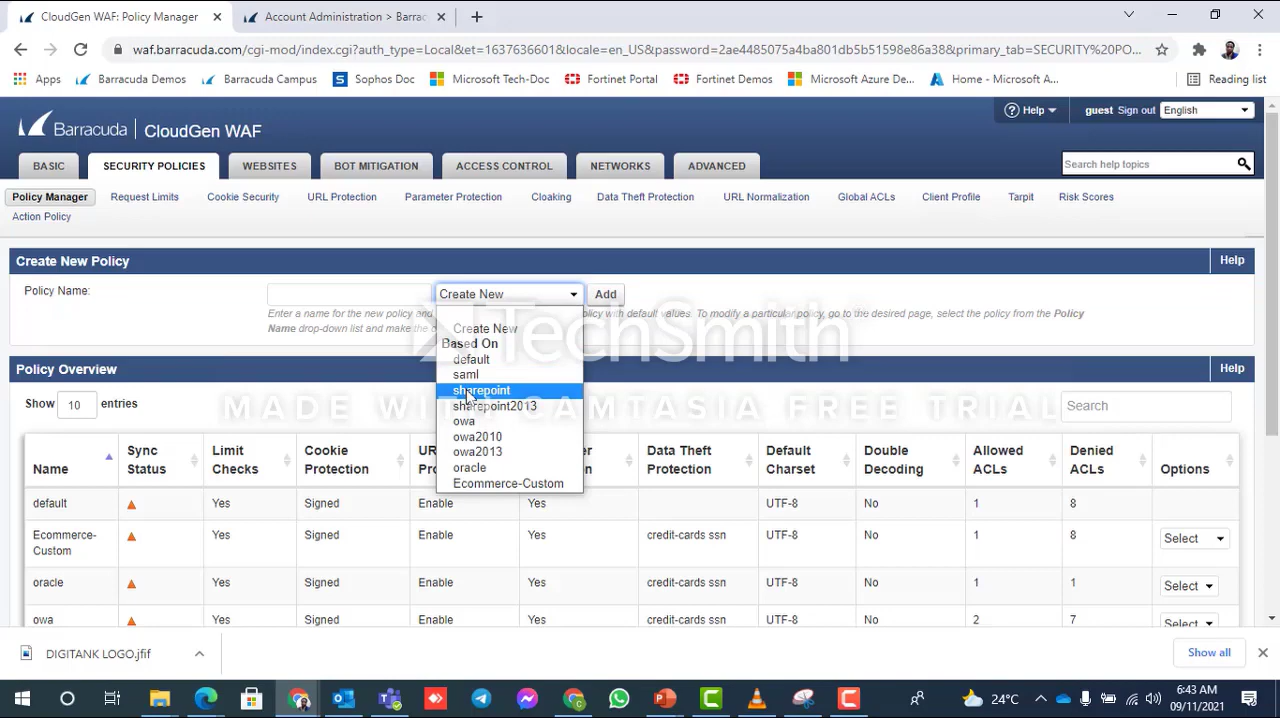 CloudGen WAF: Policy Manager
Account Administration > Barrac
waf.barracuda.com/cgi-mod/index.cgi?auth_type=Local&et=1637636601&locale=en_US&password=2ae4485075a4ba801db5b51598e86a38&primary_tab=SECURITY%20PO...
Apps Barracuda Demos Barracuda Campus Sophos Doc Microsoft Tech-Doc Fortinet Portal Fortinet Demos Microsoft Azure De... Home - Microsoft A... Reading list
Barracuda CloudGen WAF
Help guest Sign out English
BASIC SECURITY POLICIES WEBSITES BOT MITIGATION ACCESS CONTROL NETWORKS ADVANCED
Search help topics
Policy Manager Request Limits Cookie Security URL Protection Parameter Protection Cloaking Data Theft Protection URL Normalization Global ACLs Client Profile Tarpit Risk Scores
Action Policy
Create New Policy Help
Policy Name: Create New Add
Enter a name for the new policy and policy with default values. To modify a particular policy, go to the desired page, select the policy from the Policy
Name drop-down list and make the
Create New
Based On
default
saml
sharepoint
sharepoint2013
owa
owa2010
owa2013
oracle
Ecommerce-Custom
TechSmith
MADE WITH CAMTASIA FREE TRIAL
Policy Overview Help
Show 10 entries Search
Name Sync Status Limit Checks Cookie Protection Data Theft Protection Default Charset Double Decoding Allowed ACLs Denied ACLs Options
default Yes Signed Enable Yes UTF-8 No 1 8
Ecommerce-Custom Yes Signed Enable Yes credit-cards ssn UTF-8 No 1 8 Select
oracle Yes Signed Enable Yes credit-cards ssn UTF-8 No 1 1 Select
owa Yes Signed Enable Yes credit-cards ssn UTF-8 No 2 7 Select
DIGITANK LOGO.jfif Show all
24°C
6:43 AM
09/11/2021